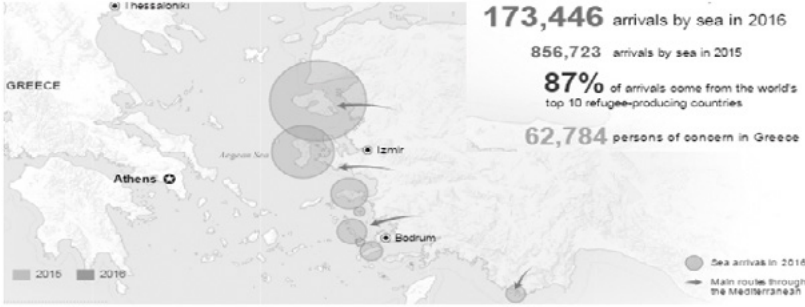 Thessaloniki
173,446 arrivals by sea in 2016
856,723 arrivals by sea in 2015
87% of arrivals come from the world's
top 10 refugee-producing countries
62,784 persons of concern in Greece
GREECE
Izmir
Aegean Sea
Athens
Bodrum
Sea arrivals in 2016
Main routes through
the Mediterranean
2015 2016